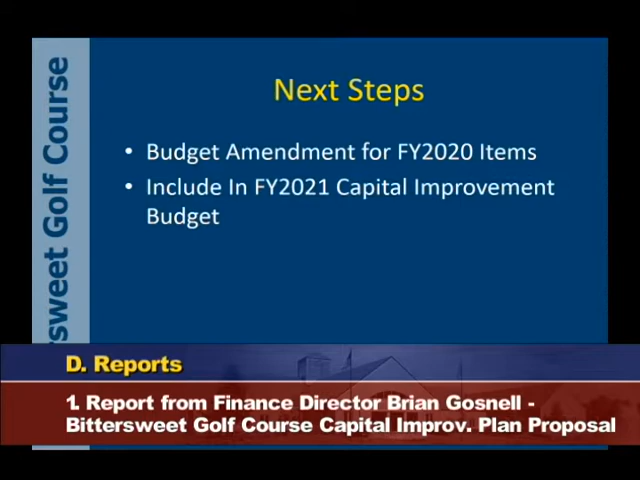 rsweet Golf Course
Next Steps
• Budget Amendment for FY2020 Items
• Include In FY2021 Capital Improvement
Budget
D. Reports
1. Report from Finance Director Brian Gosnell -
Bittersweet Golf Course Capital Improv. Plan Proposal